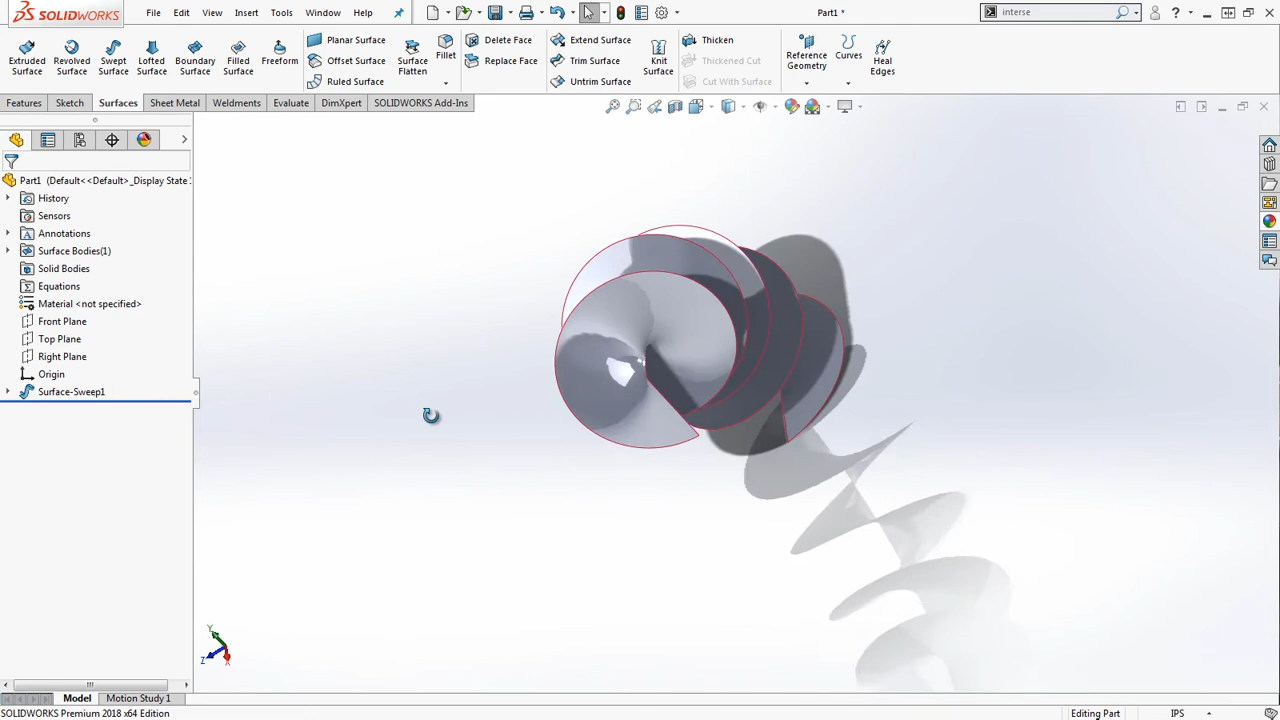 SOLIDWORKS File Edit View Insert Tools Window Help Part1 * interse ?
Extruded Surface Revolved Surface Swept Surface Lofted Surface Boundary Surface Filled Surface Freeform Planar Surface Offset Surface Ruled Surface Surface Flatten Fillet Delete Face Replace Face Extend Surface Trim Surface Untrim Surface Knit Surface Thicken Thickened Cut Cut With Surface Reference Geometry Curves Heal Edges
Features Sketch Surfaces Sheet Metal Weldments Evaluate DimXpert SOLIDWORKS Add-Ins
Part1 (Default<<Default>_Display State
History
Sensors
Annotations
Surface Bodies(1)
Solid Bodies
Equations
Material <not specified>
Front Plane
Top Plane
Right Plane
Origin
Surface-Sweep1
Y
Z X
Model Motion Study 1
SOLIDWORKS Premium 2018 x64 Edition Editing Part IPS